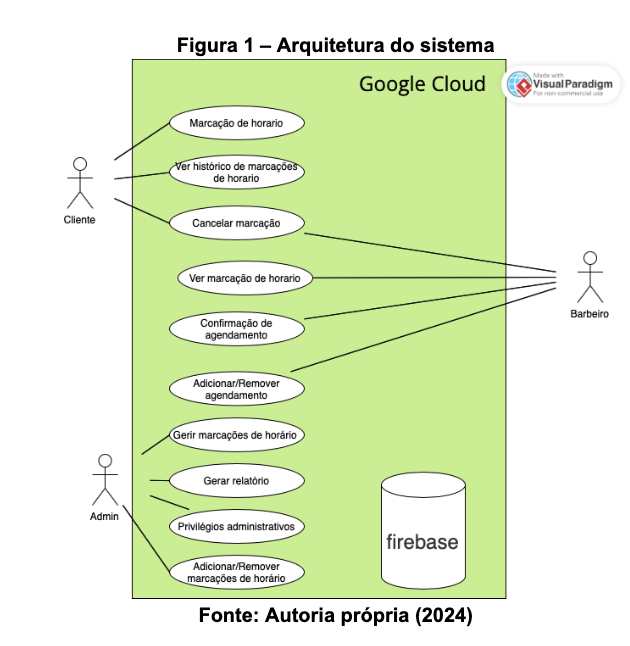 Figura 1 – Arquitetura do sistema
Google Cloud
Made with
VisualParadigm
For non-commercial use
Marcação de horario
Ver histórico de marcações
de horario
Cliente
Cancelar marcação
Ver marcação de horario
Barbeiro
Confirmação de
agendamento
Adicionar/Remover
agendamento
Gerir marcações de horário
Gerar relatório
Admin
Privilégios administrativos
firebase
Adicionar/Remover
marcações de horário
Fonte: Autoria própria (2024)